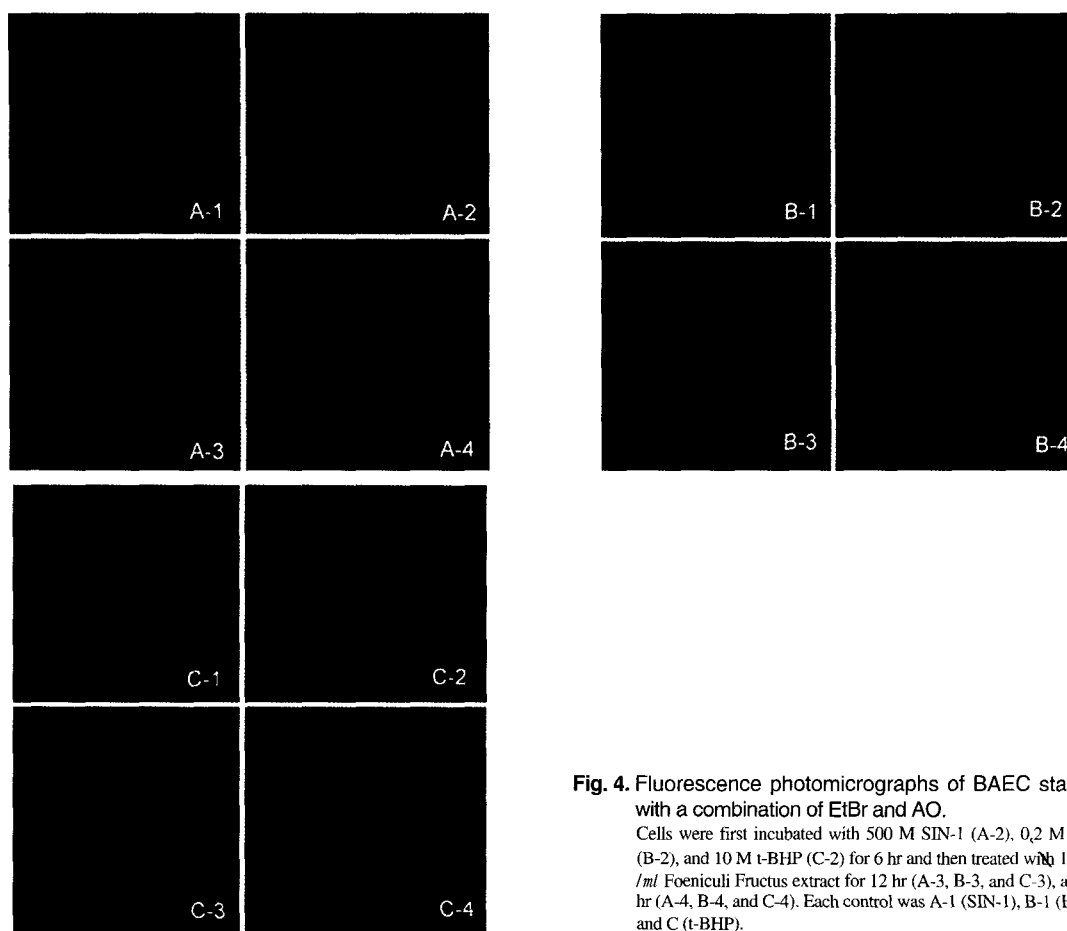 A-1
A-2
B-1
B-2
A-3
A-4
B-3
B-4
C-1
C-2
C-3
C-4
Fig. 4. Fluorescence photomicrographs of BAEC sta
with a combination of EtBr and AO.
Cells were first incubated with 500 M SIN-1 (A-2), 0.2 M
(B-2), and 10 M t-BHP (C-2) for 6 hr and then treated with 1
/ml Foeniculi Fructus extract for 12 hr (A-3, B-3, and C-3), a
hr (A-4, B-4, and C-4). Each control was A-1 (SIN-1), B-1 (
and C (t-BHP).